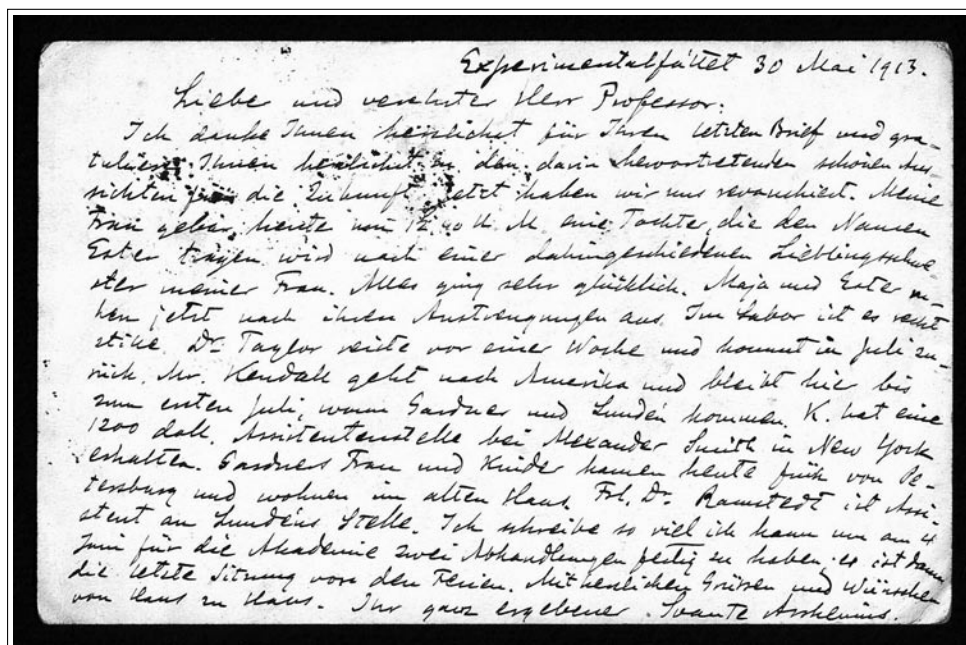 Experimentalfältet 30 Mai 1913.
Liebe und verehrter Herr Professor.
Ich danke Ihnen herzlichst für Ihren letzten Brief und gra-
tuliere Ihnen herzlichst zu den darin hervortretenden schönen Aus-
sichten für die Zukunft. Jetzt haben wir uns revanchiert. Meine
Frau gebar heute um 12,40 U. M. eine Tochter, die den Namen
Ester tragen wird nach einer dahingeschiedenen Lieblingsschwe-
ster meiner Frau. Alles ging sehr glücklich. Maja und Ester ru-
hen jetzt nach ihren Anstrengungen aus. Im Labor ist es recht
stille. Dr. Taylor reiste vor einer Woche und kommt in Juli zu-
rück. Mr. Kendall geht nach Amerika und bleibt hier bis
zum ersten Juli, wann Gardner und Lunden kommen. K. hat eine
1200 doll. Assistentenstelle bei Alexander Smith in New York
erhalten. Gardners Frau und Kinder kamen heute früh von Pe-
tersburg und wohnen im alten Haus. Frl. Dr. Ramstedt ist Assi-
stent an Lundéns Stelle. Ich schreibe so viel ich kann um am 4
Juni für die Akademie zwei Abhandlungen fertig zu haben; es ist dann
die letzte Sitzung vor den Ferien. Mit herzlichen Grüssen und Wünschen
von Haus zu Haus. Ihr ganz ergebener Svante Arrhenius.